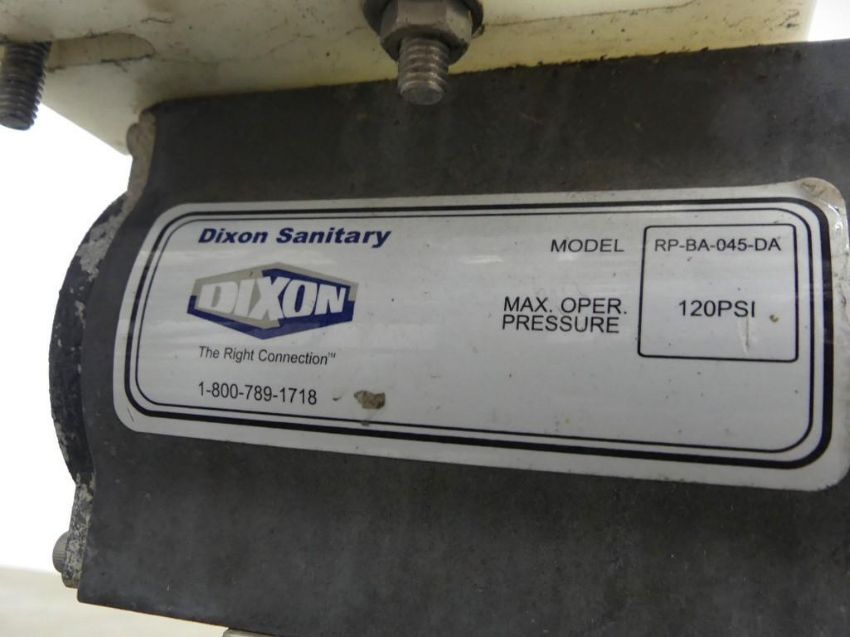 Dixon Sanitary
DIXON
The Right Connection™
1-800-789-1718
MODEL RP-BA-045-DA
MAX. OPER. PRESSURE 120PSI